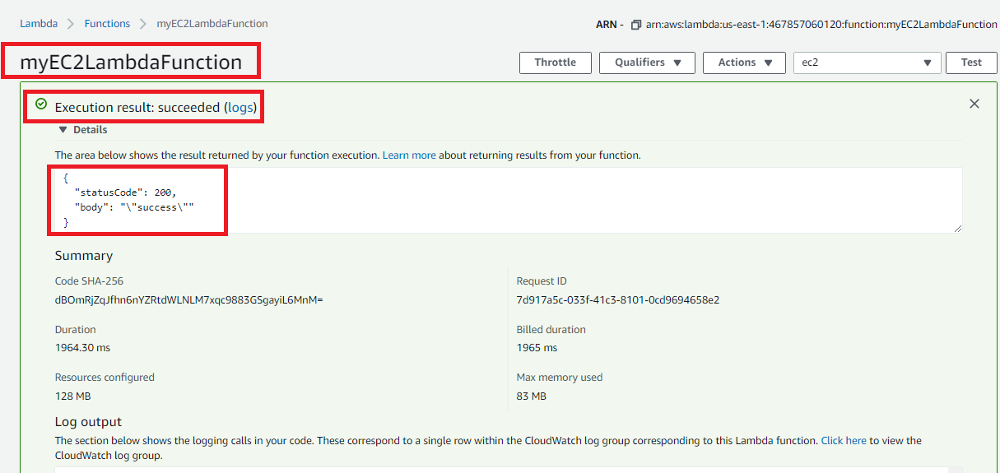 Lambda > Functions > myEC2LambdaFunction
ARN - arn:aws:lambda:us-east-1:467857060120:function:myEC2LambdaFunction
myEC2LambdaFunction
Throttle Qualifiers Actions ec2 Test
Execution result: succeeded (logs)
Details
The area below shows the result returned by your function execution. Learn more about returning results from your function.
{
"statusCode": 200,
"body": "\"success\""
}
Summary
Code SHA-256
dBOmRjZqJfhn6nYZRtdWLNLM7xqc9883GSgayiL6MnM=
Request ID
7d917a5c-033f-41c3-8101-0cd9694658e2
Duration
1964.30 ms
Billed duration
1965 ms
Resources configured
128 MB
Max memory used
83 MB
Log output
The section below shows the logging calls in your code. These correspond to a single row within the CloudWatch log group corresponding to this Lambda function. Click here to view the
CloudWatch log group.